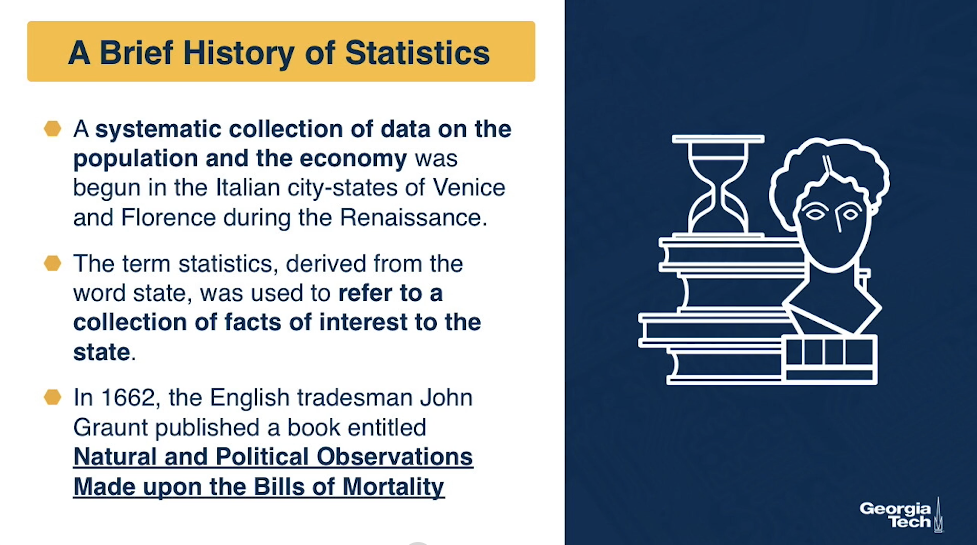 A Brief History of Statistics
A systematic collection of data on the
population and the economy was
begun in the Italian city-states of Venice
and Florence during the Renaissance.
The term statistics, derived from the
word state, was used to refer to a
collection of facts of interest to the
state.
In 1662, the English tradesman John
Graunt published a book entitled
Natural and Political Observations
Made upon the Bills of Mortality
Georgia
Tech